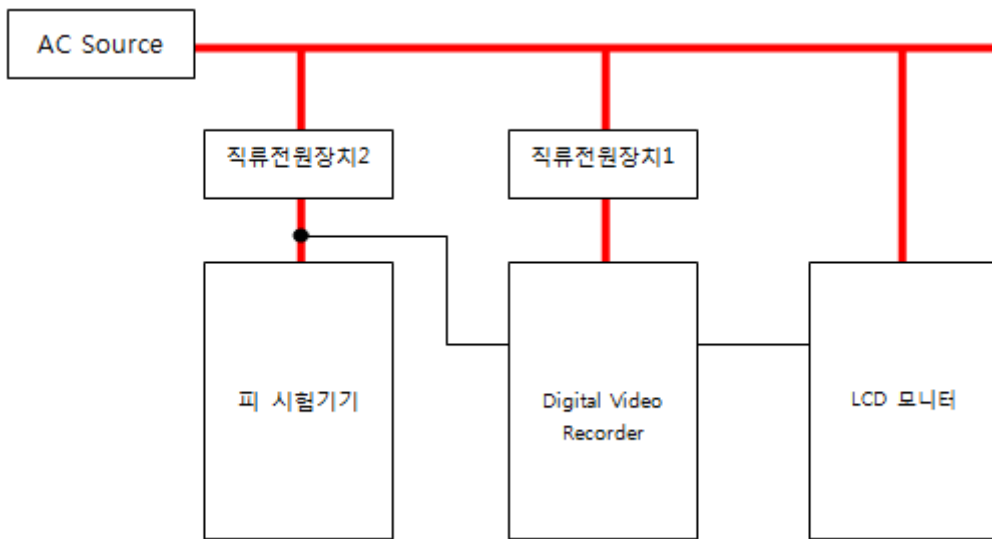 AC Source
직류전원장치2
직류전원장치1
피 시험기기
Digital Video
Recorder
LCD 모니터